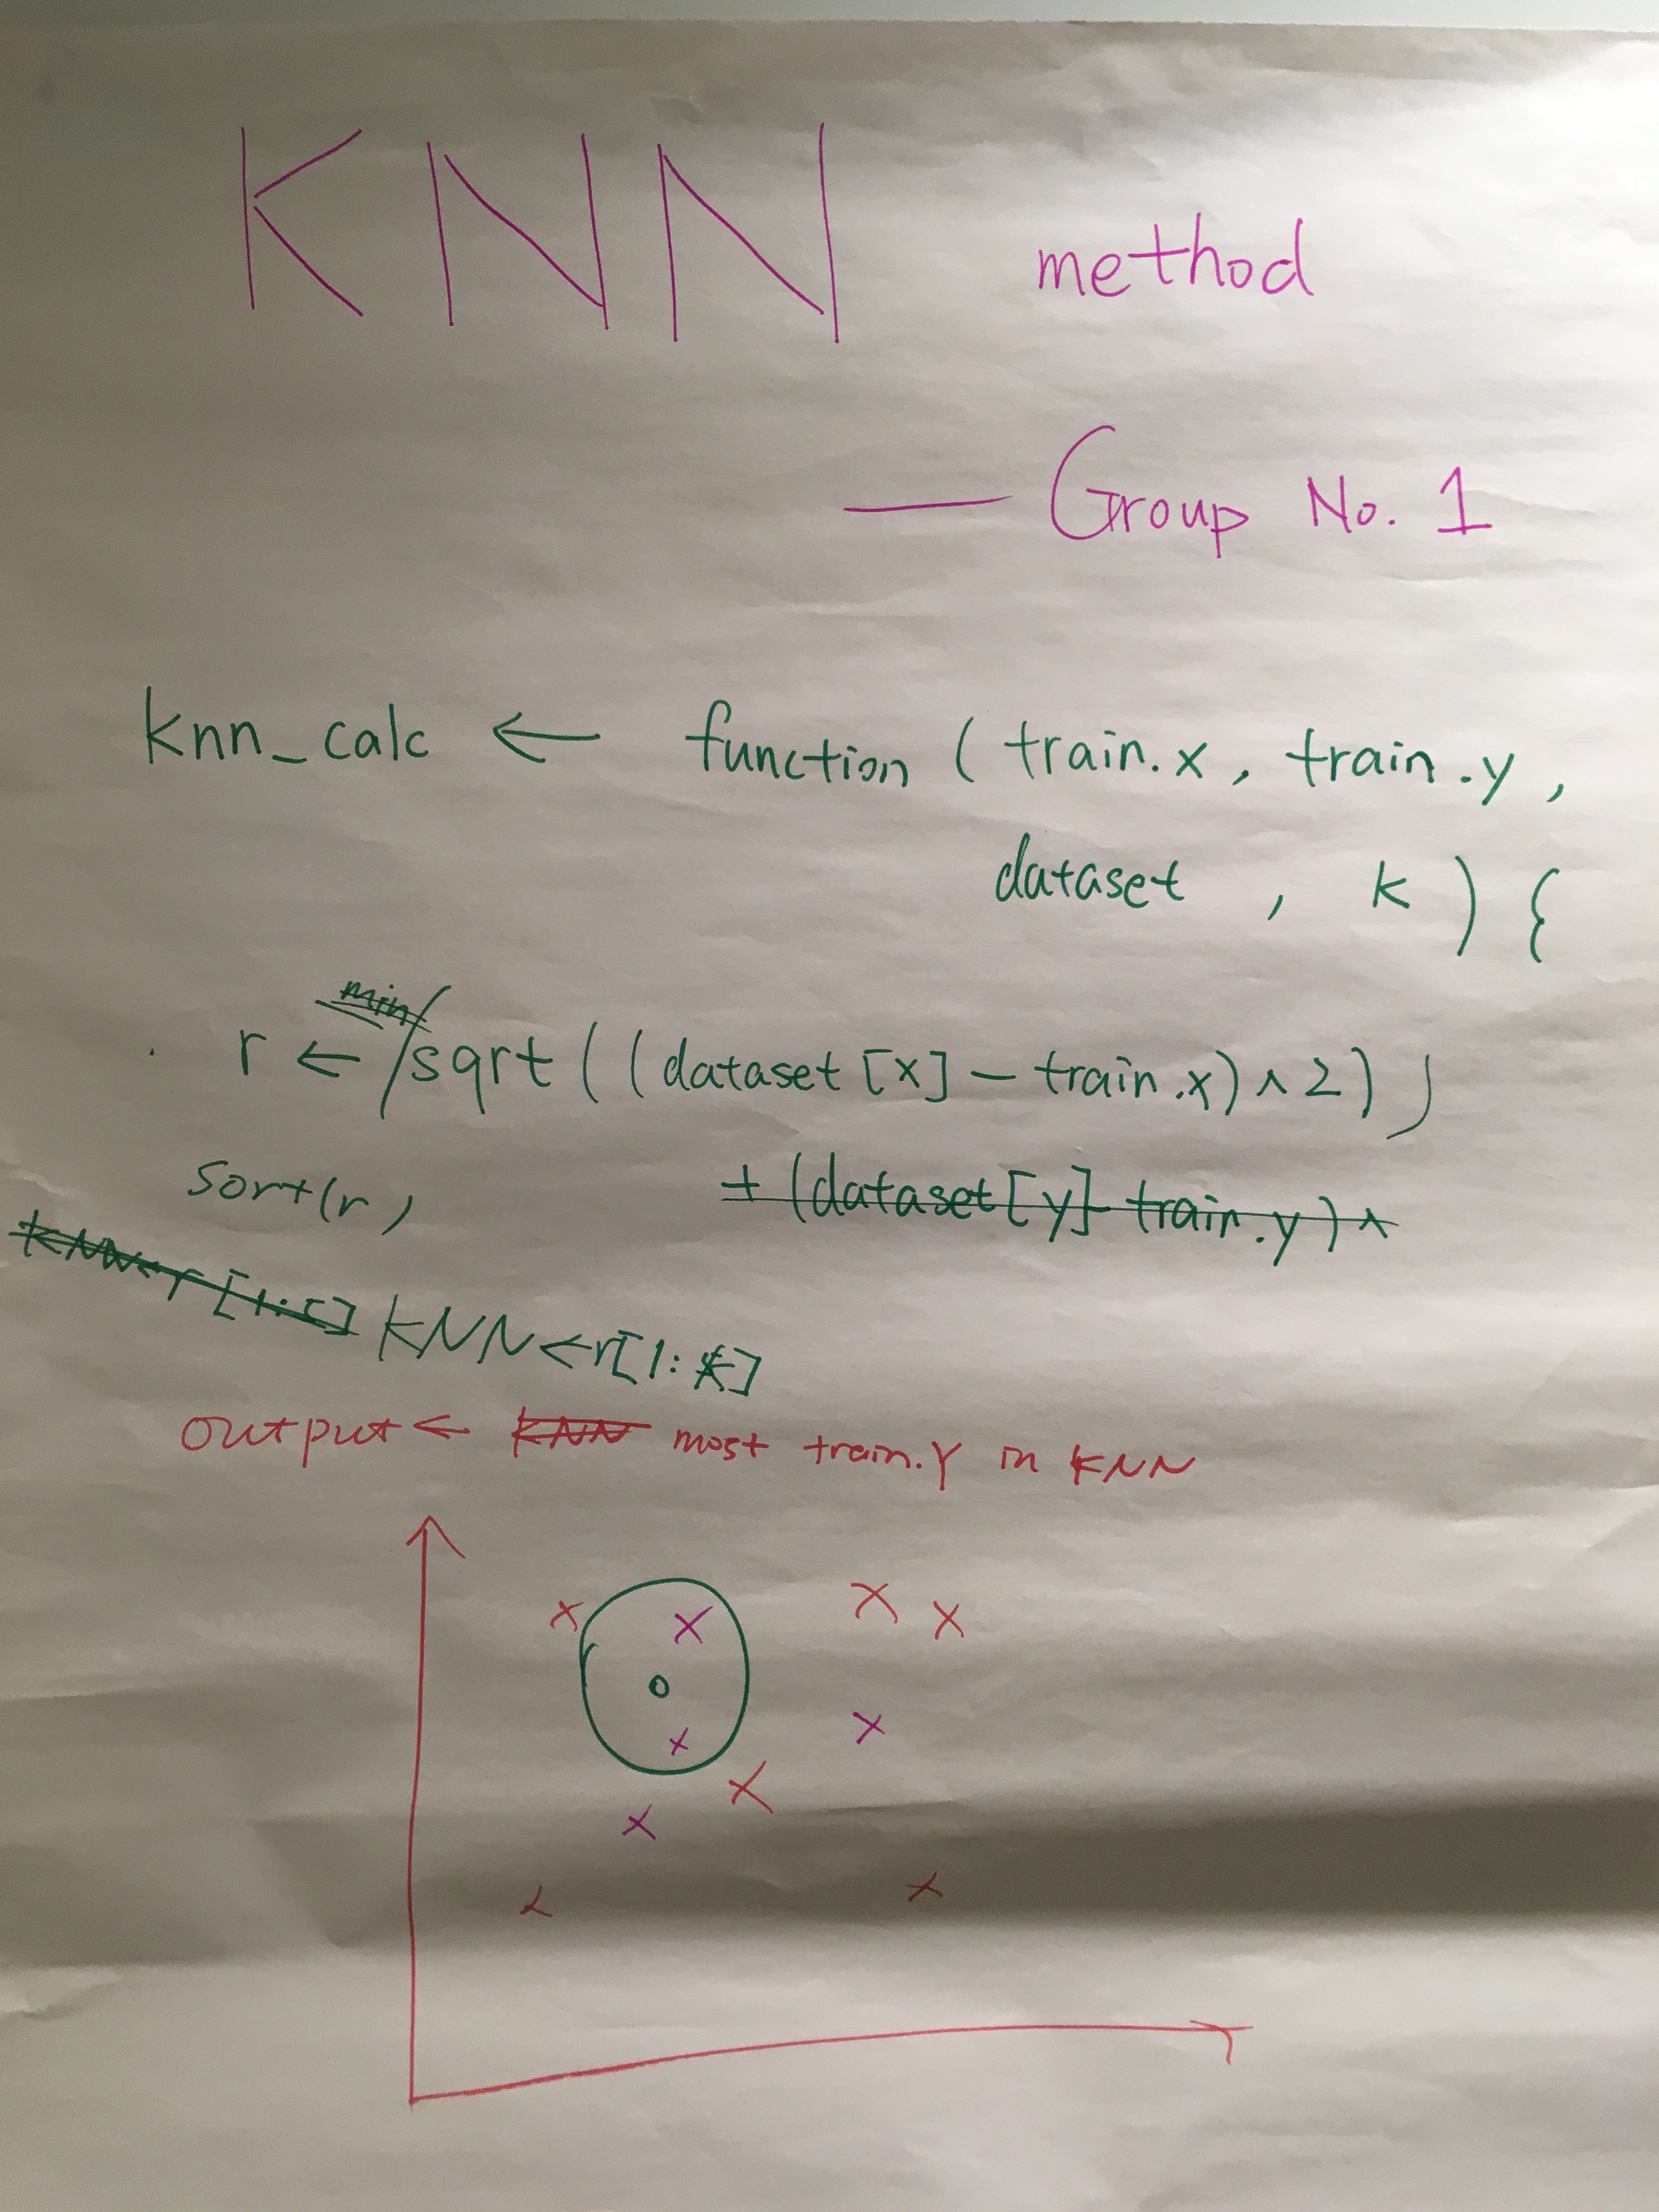 KNN method
— Group No. 1
knn_calc ← function ( train.x , train.y ,
dataset , k ) {
min
r ← /sqrt ( ( dataset [x] - train.x) ^ 2 ) )
sort(r) + (dataset[y] - train.y) ^
KNN ← r [1: ] KNN ← r[1: k]
output ← KNN most train.Y in KNN